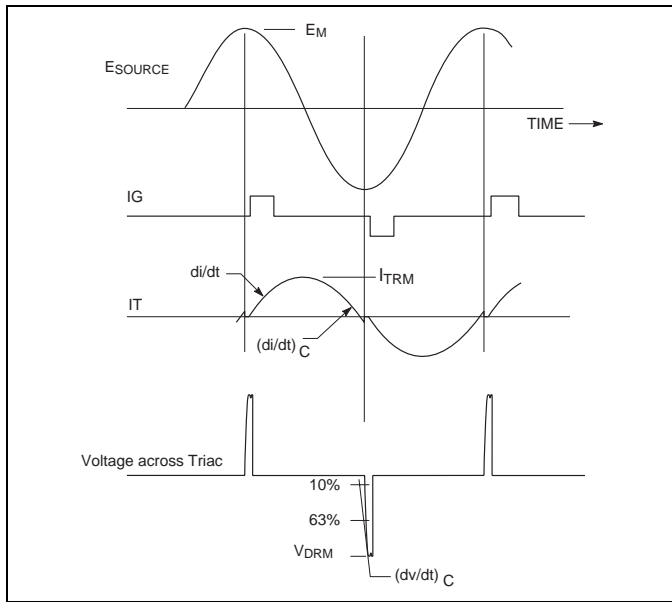 EM
ESOURCE
TIME
IG
di/dt
ITRM
IT
(di/dt) C
Voltage across Triac
10%
63%
VDRM
(dv/dt) C